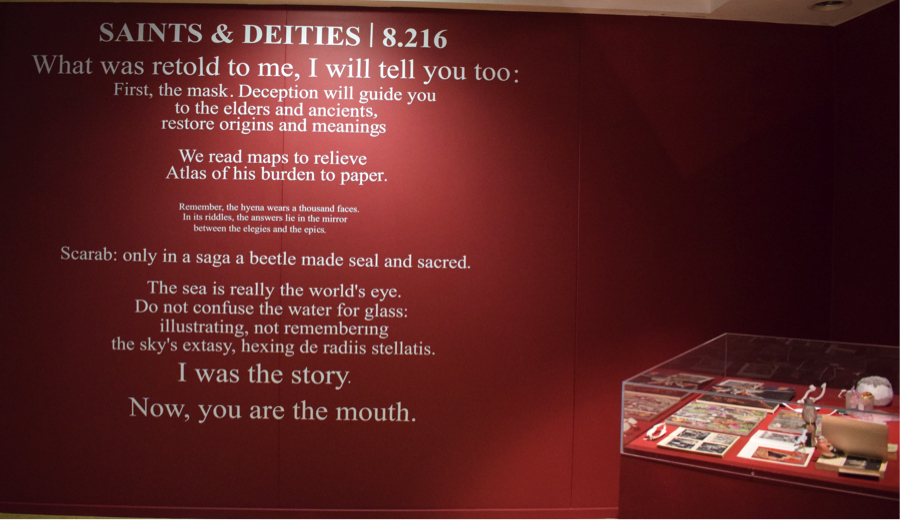 SAINTS & DEITIES | 8.216
What was retold to me, I will tell you too:
First, the mask. Deception will guide you
to the elders and ancients,
restore origins and meanings
We read maps to relieve
Atlas of his burden to paper.
Remember, the hyena wears a thousand faces.
In its riddles, the answers lie in the mirror
between the elegies and the epics.
Scarab: only in a saga a beetle made seal and sacred.
The sea is really the world's eye.
Do not confuse the water for glass:
illustrating, not remembering
the sky's extasy, hexing de radiis stellatis.
I was the story.
Now, you are the mouth.